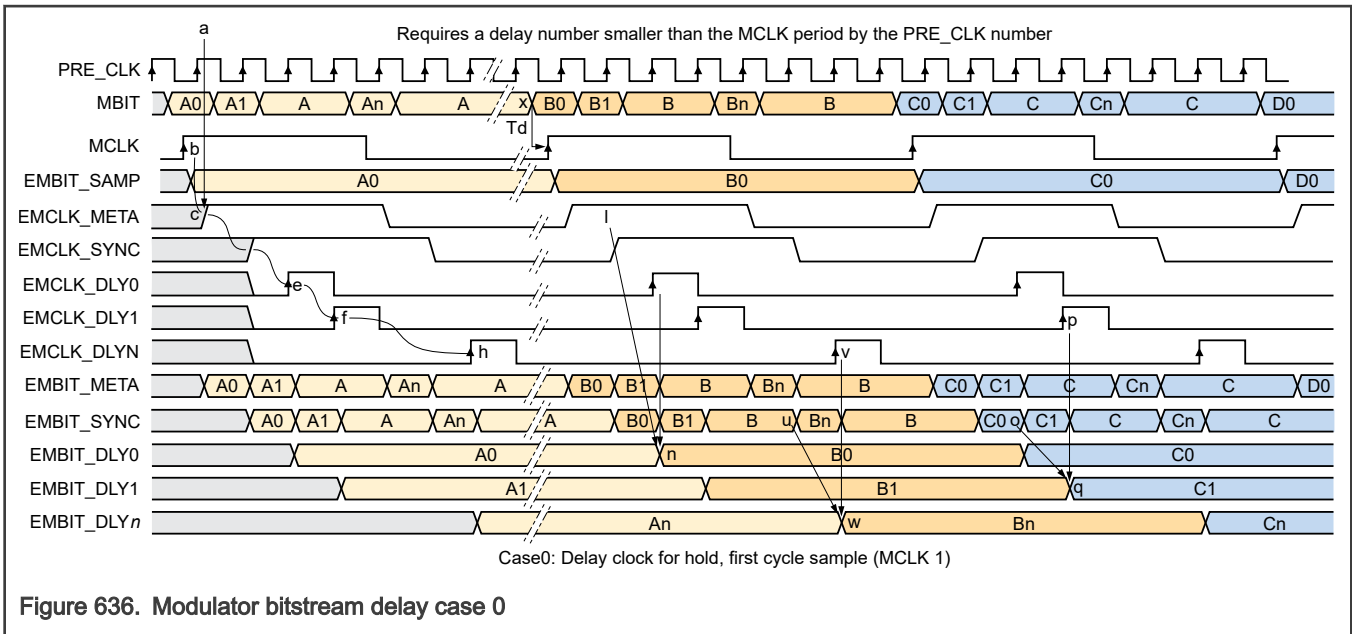 a
Requires a delay number smaller than the MCLK period by the PRE_CLK number
PRE_CLK
MBIT A0 A1 A An A x B0 B1 B Bn B C0 C1 C Cn C D0
Td
MCLK b
EMBIT_SAMP A0 B0 C0 D0
EMCLK_META c l
EMCLK_SYNC
EMCLK_DLY0 e
EMCLK_DLY1 f p
EMCLK_DLYN h v
EMBIT_META A0 A1 A An A B0 B1 B Bn B C0 C1 C Cn C D0
EMBIT_SYNC A0 A1 A An A B0 B1 B u Bn B C0 o C1 C Cn C
EMBIT_DLY0 A0 n B0 C0
EMBIT_DLY1 A1 B1 q C1
EMBIT_DLYn An w Bn Cn
Case0: Delay clock for hold, first cycle sample (MCLK 1)
Figure 636. Modulator bitstream delay case 0